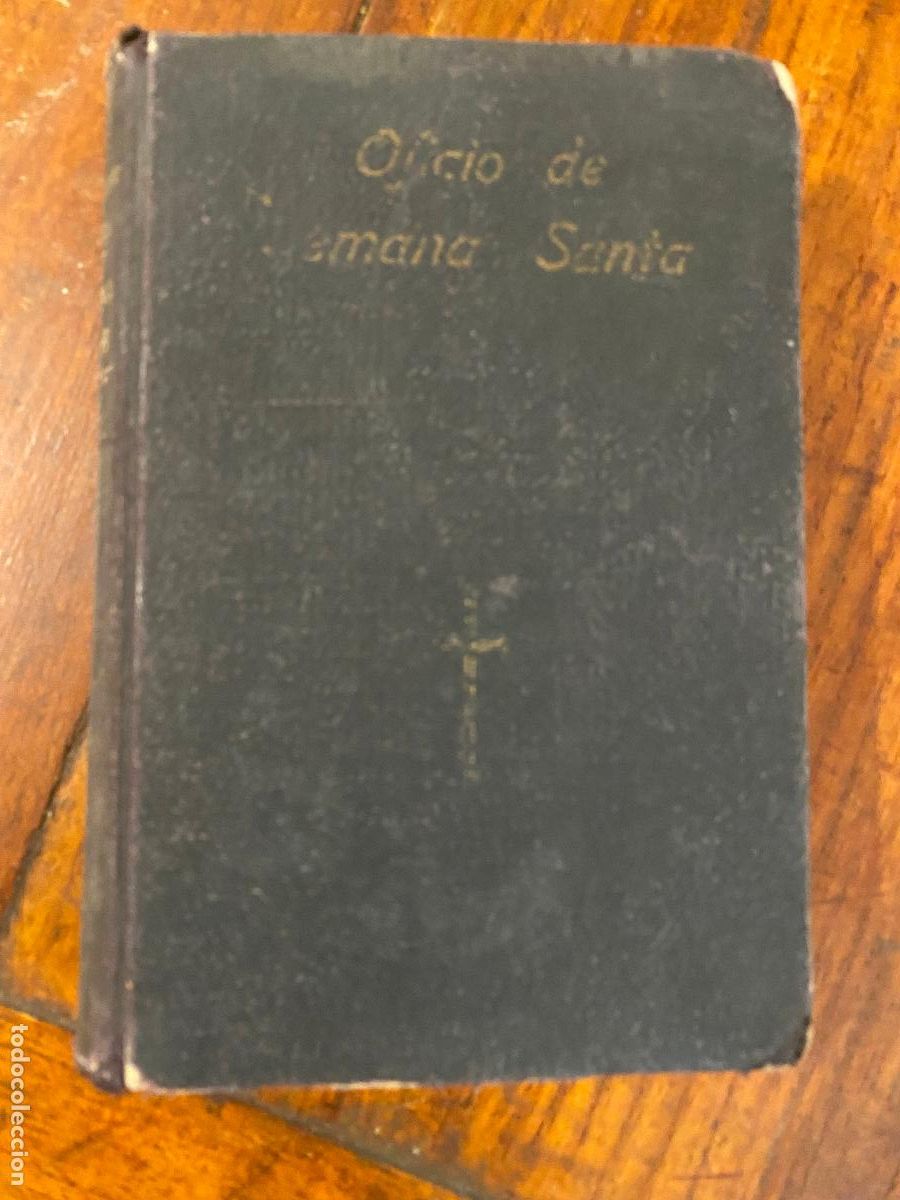 Oficio de
emana Santa
todocoleccion